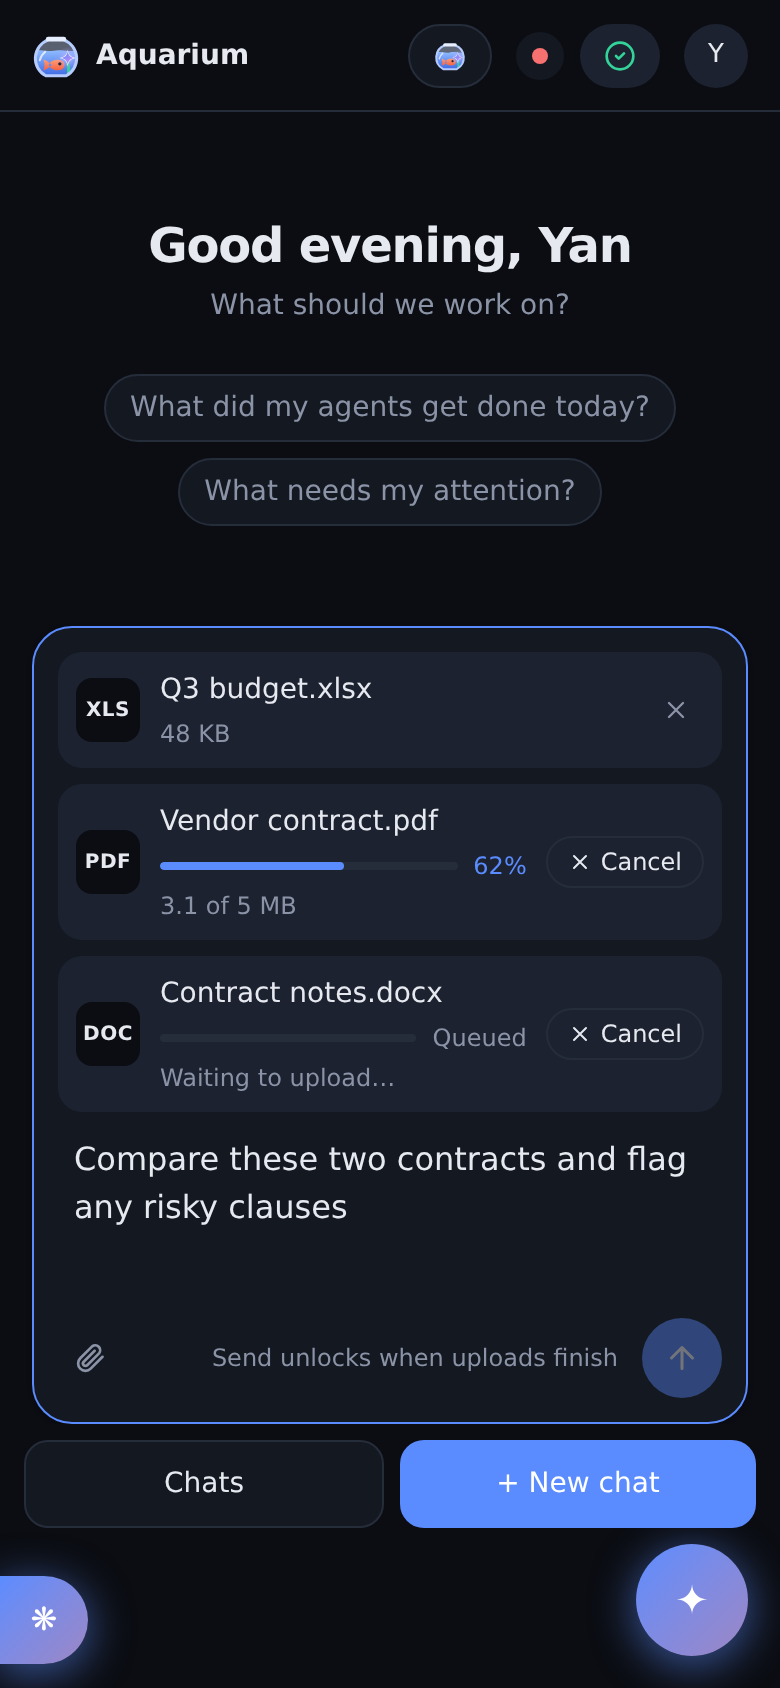 Aquarium
Y
Good evening, Yan
What should we work on?
What did my agents get done today?
What needs my attention?
XLS
Q3 budget.xlsx
48 KB
PDF
Vendor contract.pdf
62%
Cancel
3.1 of 5 MB
DOC
Contract notes.docx
Queued
Cancel
Waiting to upload…
Compare these two contracts and flag
any risky clauses
Send unlocks when uploads finish
Chats
+ New chat